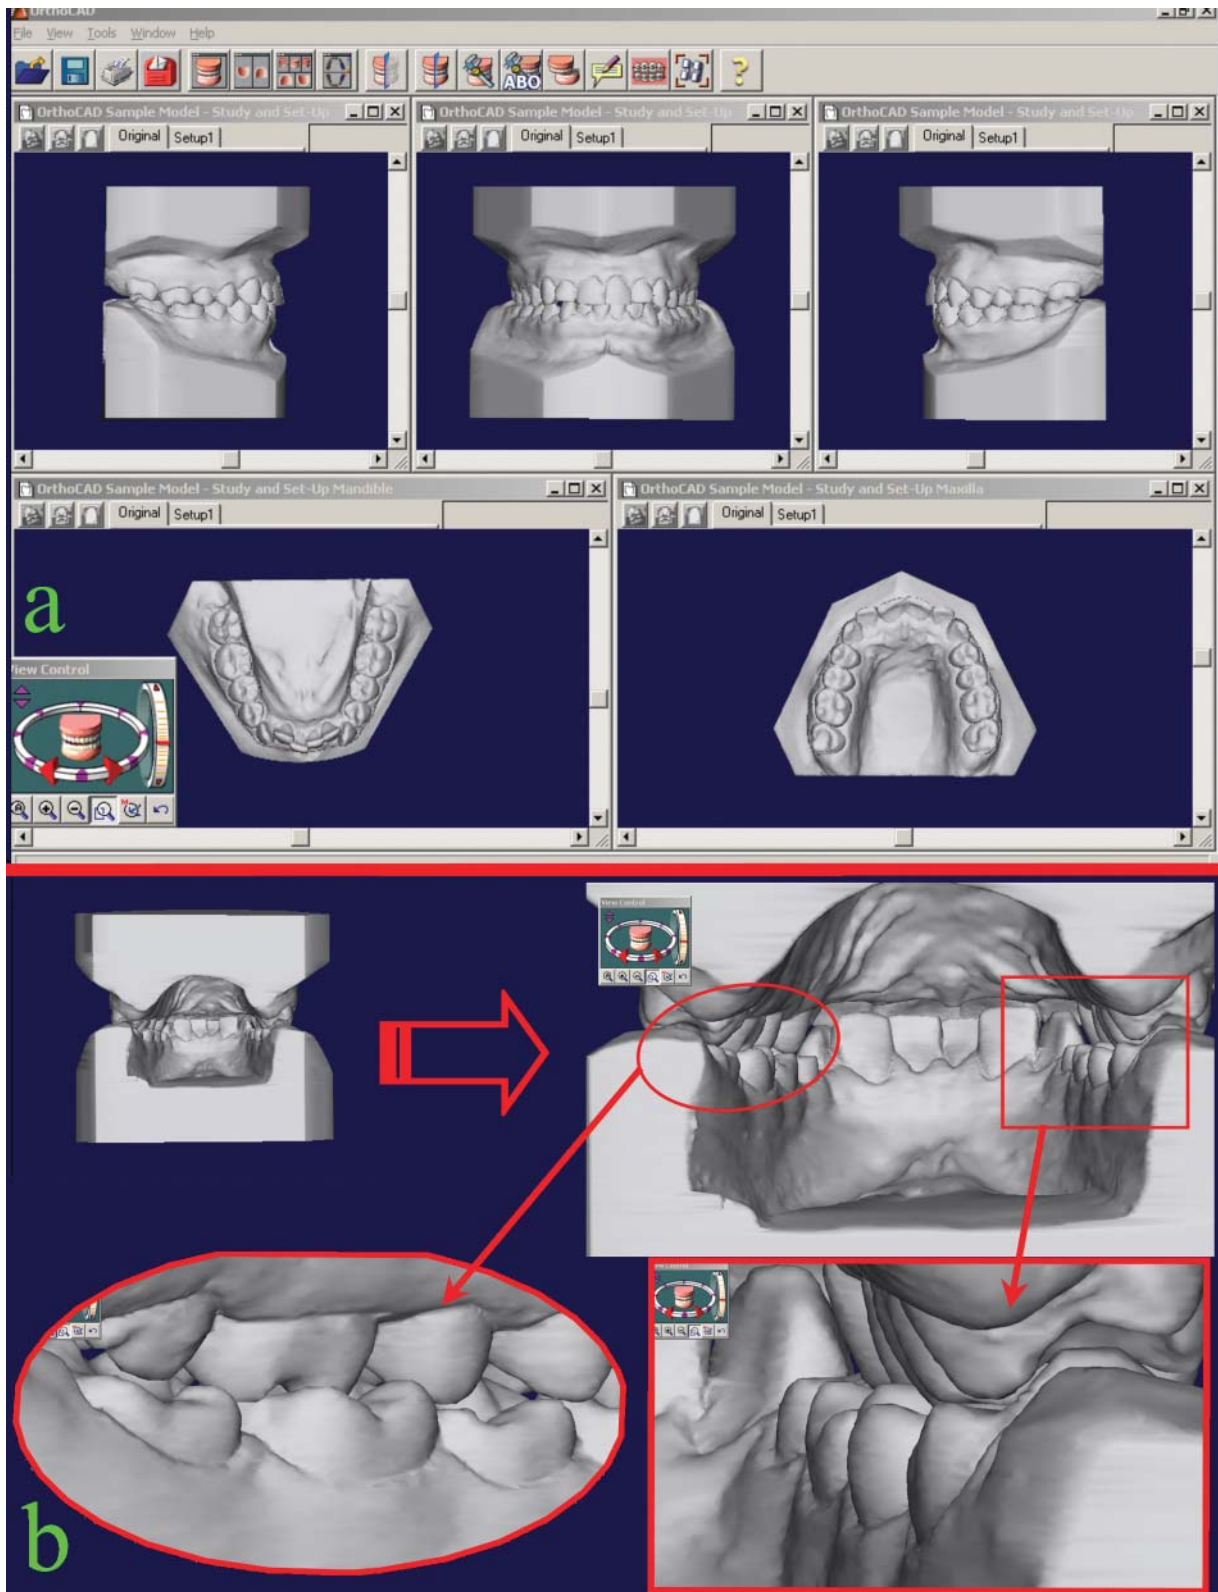 OrthoCAD
File View Tools Window Help
ABO
OrthoCAD Sample Model - Study and Set-Up
Original Setup1
OrthoCAD Sample Model - Study and Set-Up
Original Setup1
OrthoCAD Sample Model - Study and Set-Up
Original Setup1
OrthoCAD Sample Model - Study and Set-Up Mandible
Original Setup1
OrthoCAD Sample Model - Study and Set-Up Maxilla
Original Setup1
a
View Control
View Control
b